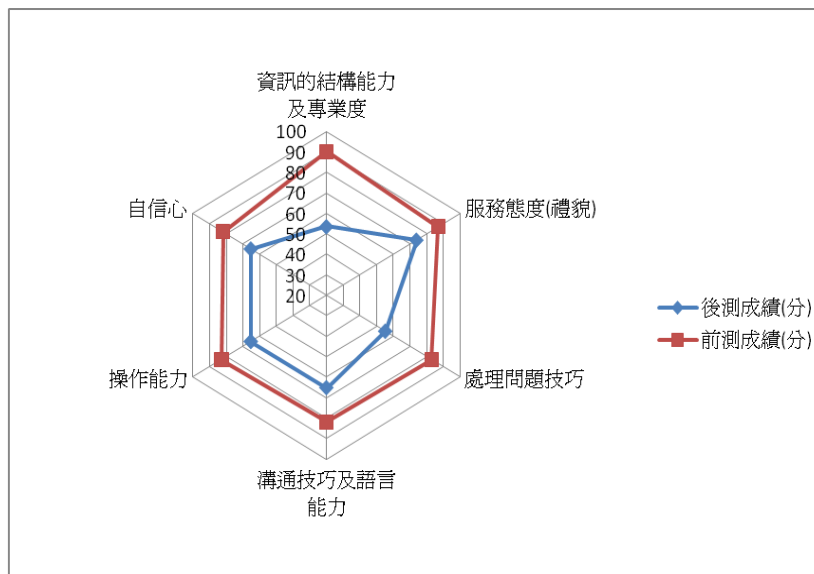 資訊的結構能力
及專業度
100
90
80
70
60
50
40
30
20
自信心
服務態度(禮貌)
後測成績(分)
前測成績(分)
操作能力
處理問題技巧
溝通技巧及語言
能力